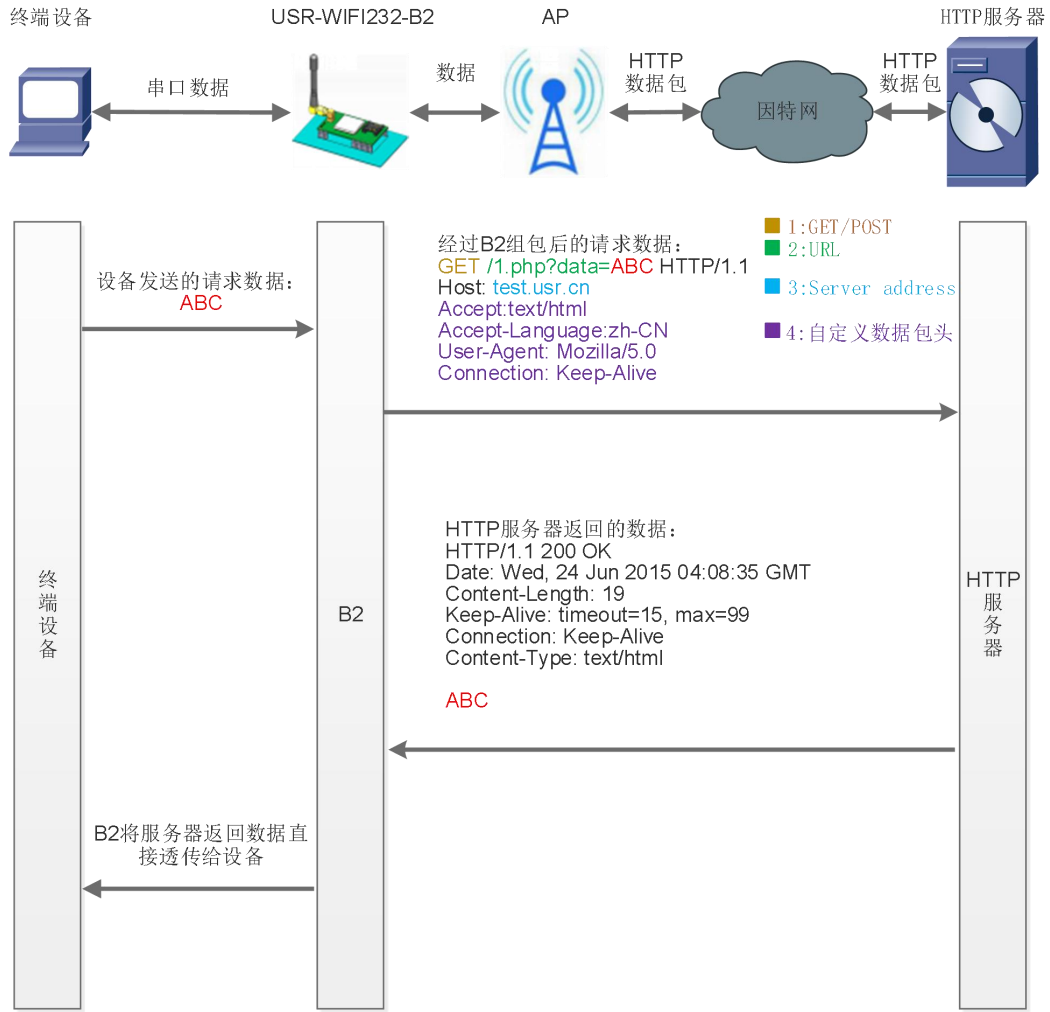 终端设备
USR-WIFI232-B2
AP
HTTP服务器
串口数据
数据
HTTP
数据包
因特网
HTTP
数据包
设备发送的请求数据：
ABC
经过B2组包后的请求数据：
GET /1.php?data=ABC HTTP/1.1
Host: test.usr.cn
Accept:text/html
Accept-Language:zh-CN
User-Agent: Mozilla/5.0
Connection: Keep-Alive
1:GET/POST
2:URL
3:Server address
4:自定义数据包头
HTTP服务器返回的数据：
HTTP/1.1 200 OK
Date: Wed, 24 Jun 2015 04:08:35 GMT
Content-Length: 19
Keep-Alive: timeout=15, max=99
Connection: Keep-Alive
Content-Type: text/html
ABC
终端设备
B2
HTTP
服务器
B2将服务器返回数据直
接透传给设备